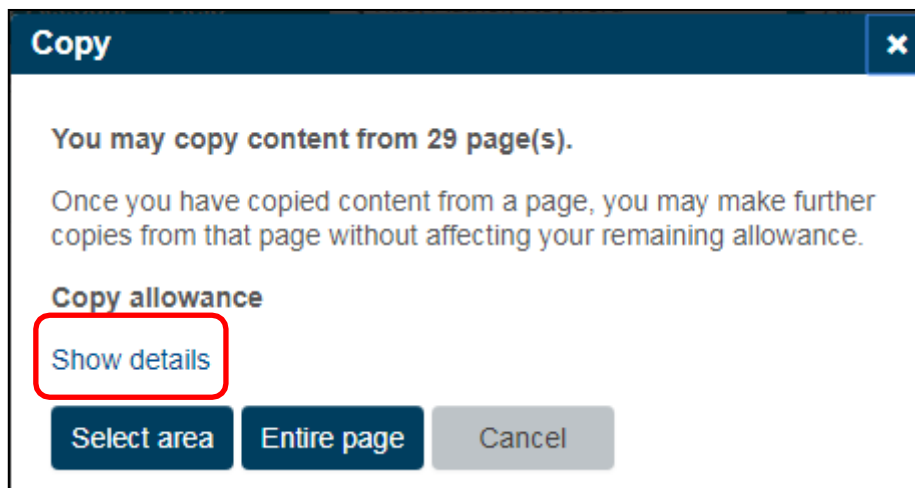 Copy
You may copy content from 29 page(s).
Once you have copied content from a page, you may make further
copies from that page without affecting your remaining allowance.
Copy allowance
Show details
Select area Entire page Cancel